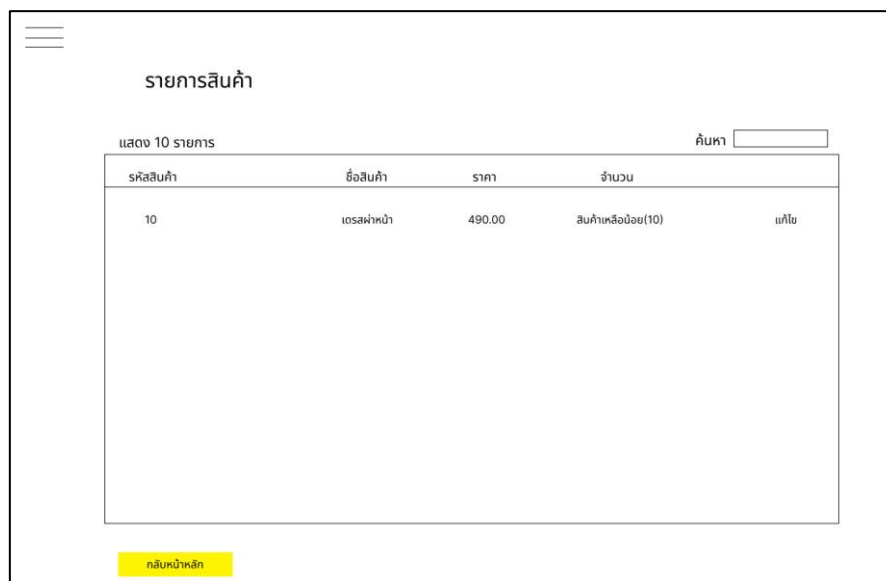 รายการสินค้า
แสดง 10 รายการ ค้นหา
รหัสสินค้า ชื่อสินค้า ราคา จำนวน
10 เดรสผ่าหน้า 490.00 สินค้าเหลือน้อย(10) แก้ไข
กลับหน้าหลัก